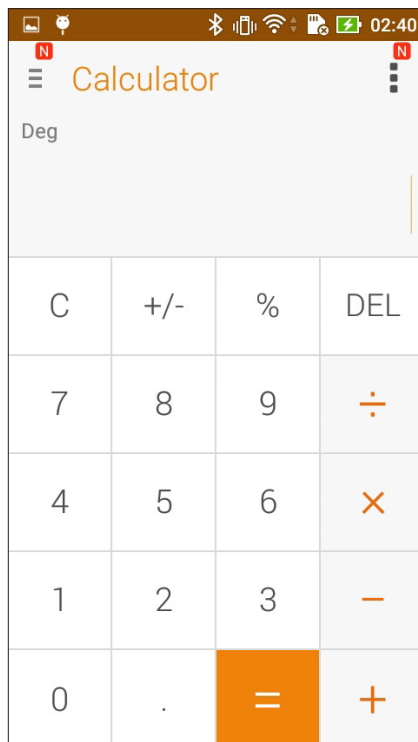 02:40
N N
Calculator
Deg
C +/- % DEL
7 8 9 ÷
4 5 6 ×
1 2 3 −
0 . = +